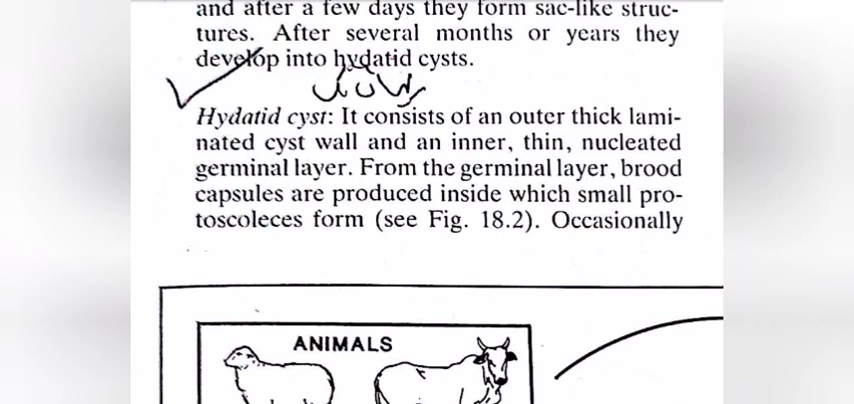 and after a few days they form sac-like struc-
tures. After several months or years they
develop into hydatid cysts.
Hydatid cyst: It consists of an outer thick lami-
nated cyst wall and an inner, thin, nucleated
germinal layer. From the germinal layer, brood
capsules are produced inside which small pro-
toscoleces form (see Fig. 18.2). Occasionally
ANIMALS